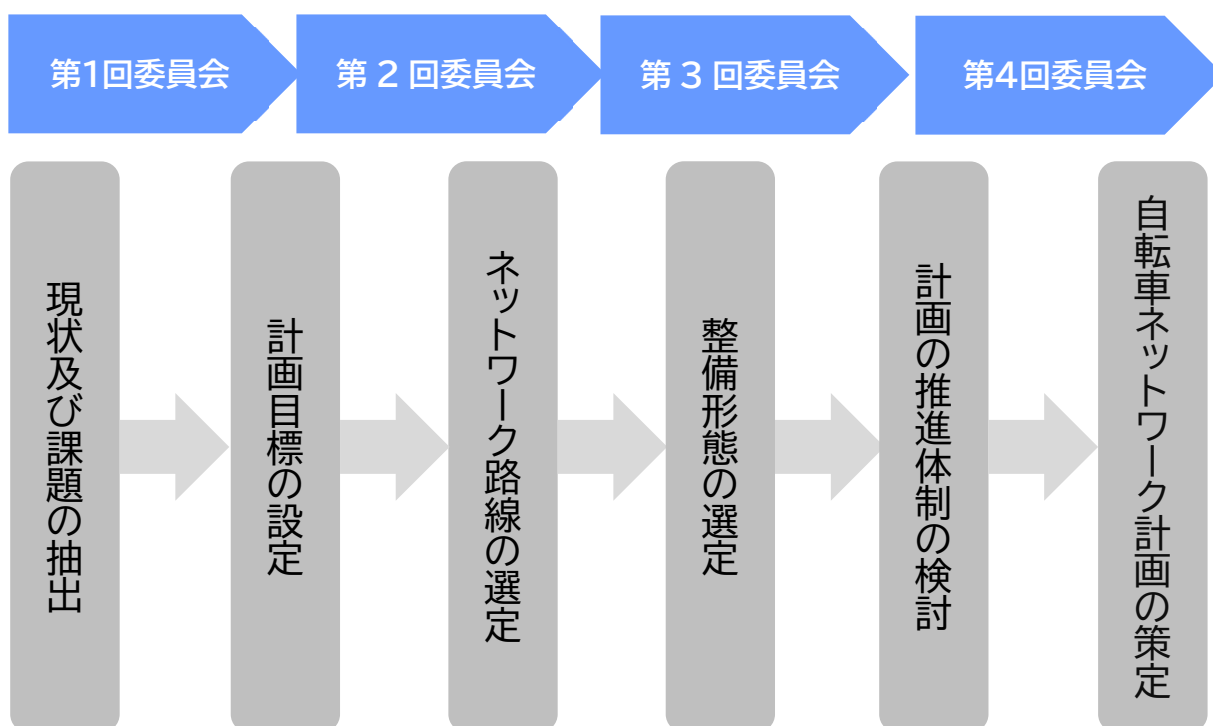 第1回委員会
第２回委員会
第３回委員会
第4回委員会
現状及び課題の抽出
計画目標の設定
ネットワーク路線の選定
整備形態の選定
計画の推進体制の検討
自転車ネットワーク計画の策定